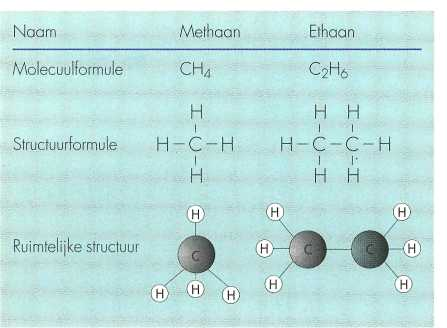 Naam Methaan Ethaan
Molecuulformule CH₄ C₂H₆
H H H
Structuurformule H–C–H H–C–C–H
H H H
H H H
Ruimtelijke structuur C H C C H
H H H H H